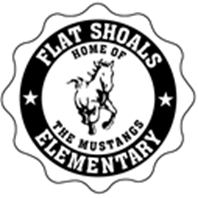 FLAT SHOALS
HOME OF
THE MUSTANGS
ELEMENTARY